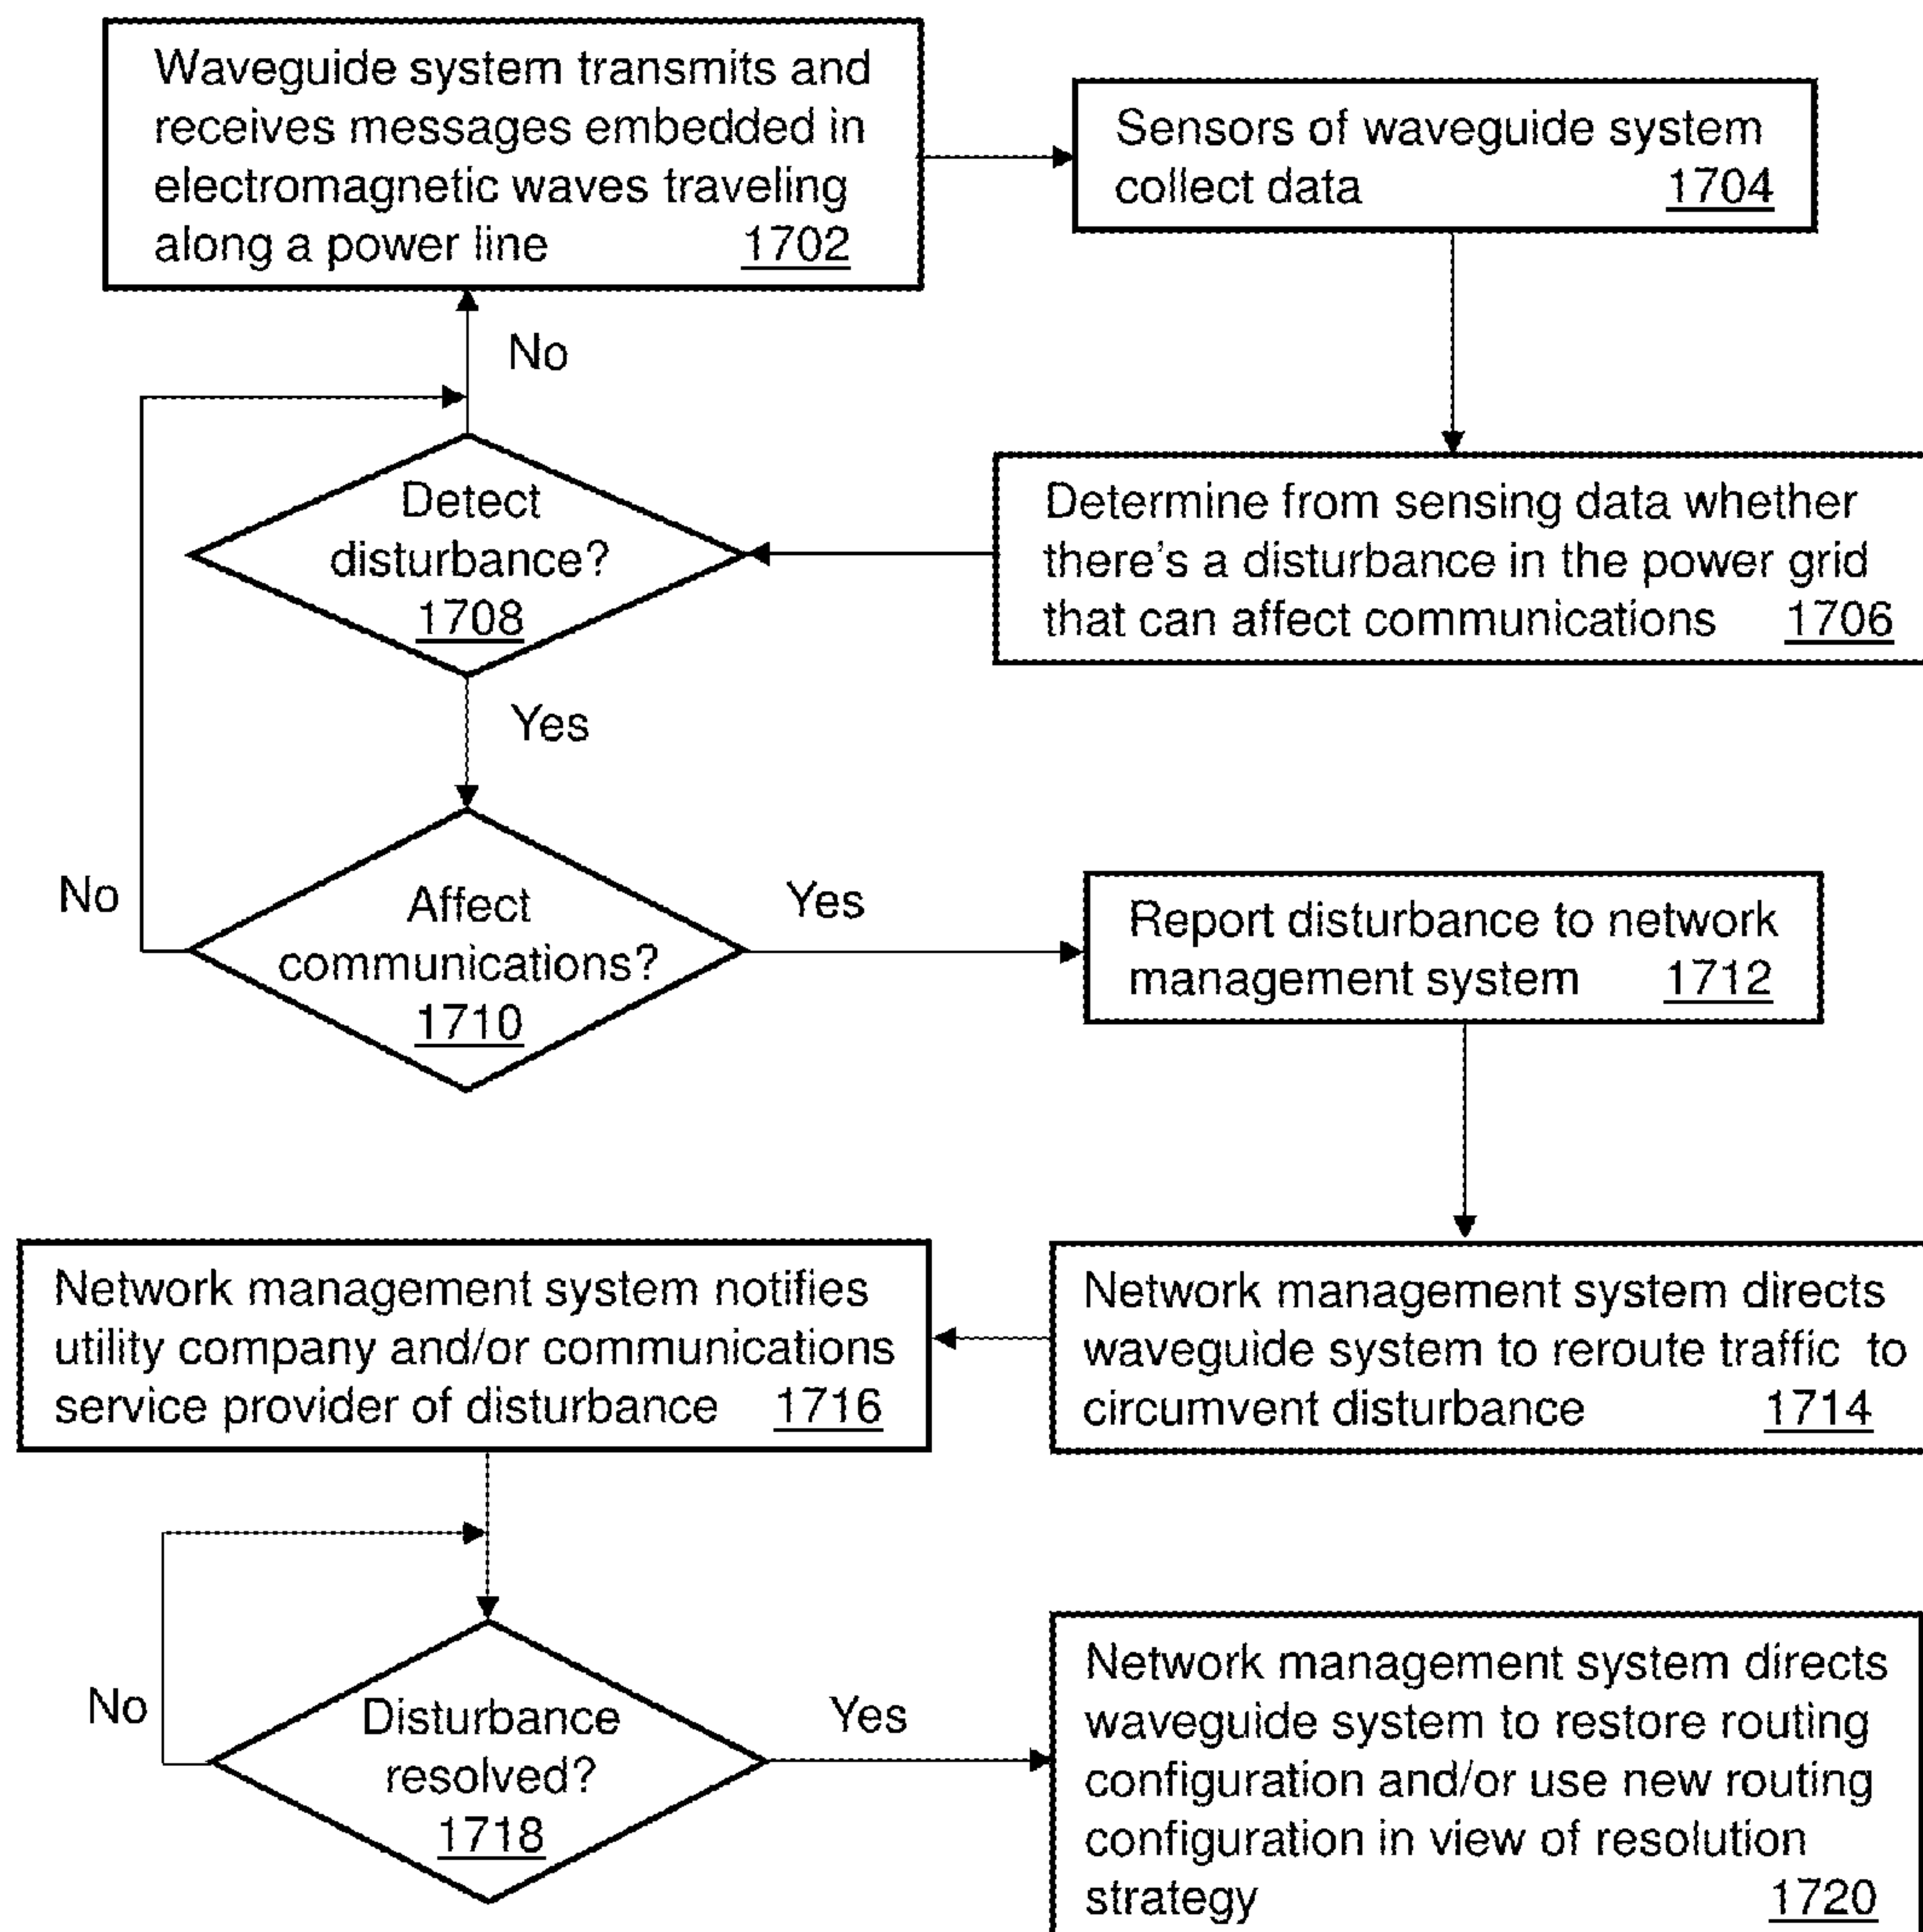 Waveguide system transmits and
receives messages embedded in
electromagnetic waves traveling
along a power line 1702
Sensors of waveguide system
collect data 1704
No
Detect
disturbance?
1708
Determine from sensing data whether
there's a disturbance in the power grid
that can affect communications 1706
Yes
No
Affect
communications?
1710
Yes
Report disturbance to network
management system 1712
Network management system notifies
utility company and/or communications
service provider of disturbance 1716
Network management system directs
waveguide system to reroute traffic to
circumvent disturbance 1714
No
Disturbance
resolved?
1718
Yes
Network management system directs
waveguide system to restore routing
configuration and/or use new routing
configuration in view of resolution
strategy 1720